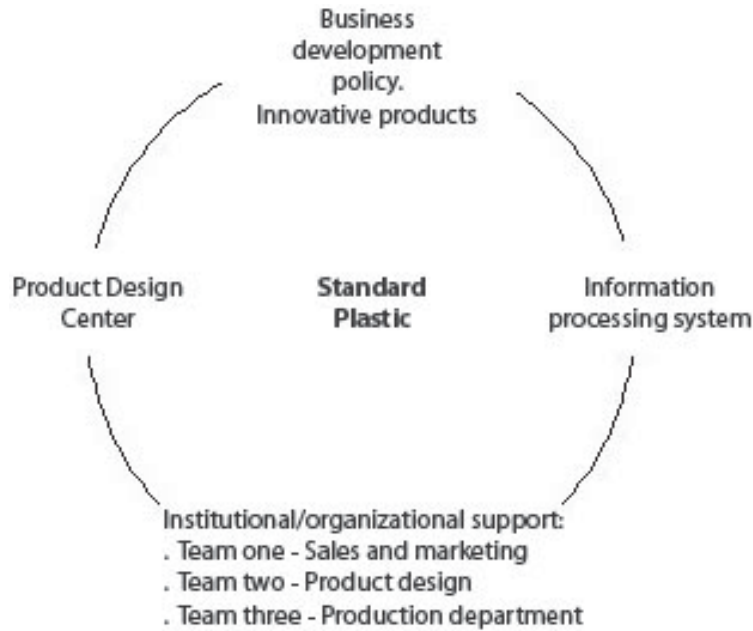 Business
development
policy.
Innovative products
Product Design
Center
Standard
Plastic
Information
processing system
Institutional/organizational support:
. Team one - Sales and marketing
. Team two - Product design
. Team three - Production department